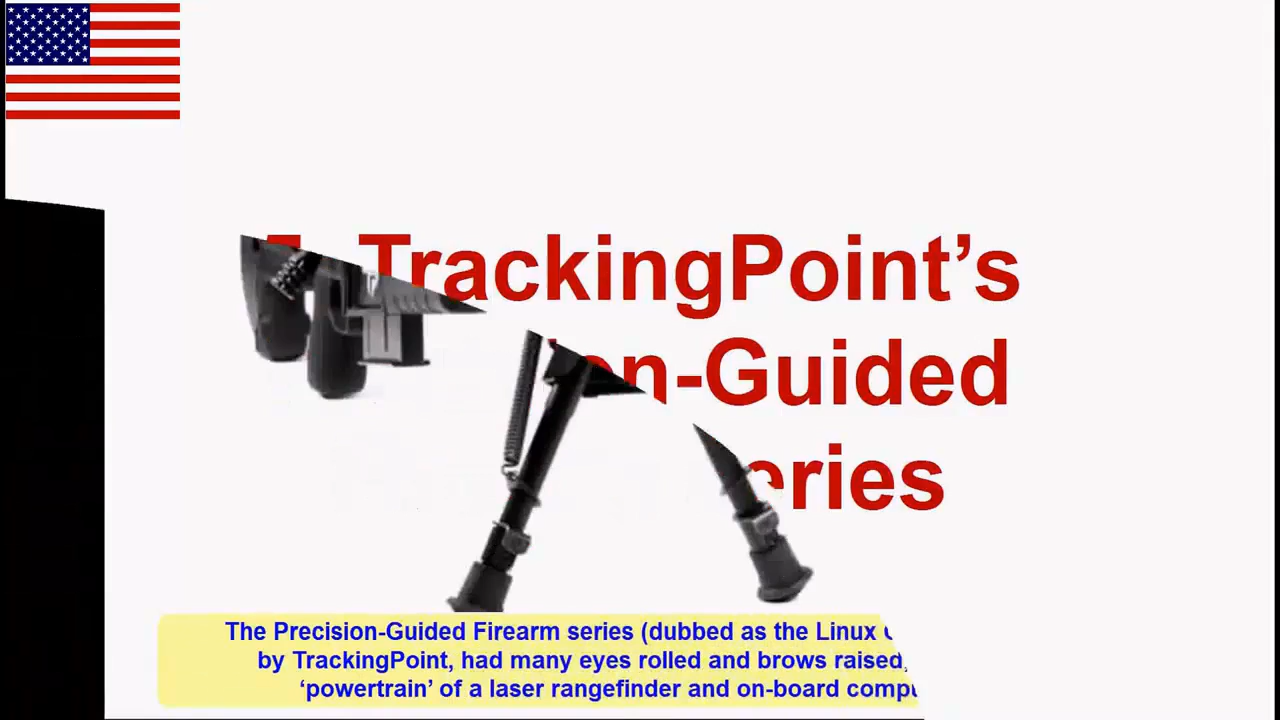 TrackingPoint’s
-Guided
eries
The Precision-Guided Firearm series (dubbed as the Linux
by TrackingPoint, had many eyes rolled and brows raised,
‘powertrain’ of a laser rangefinder and on-board